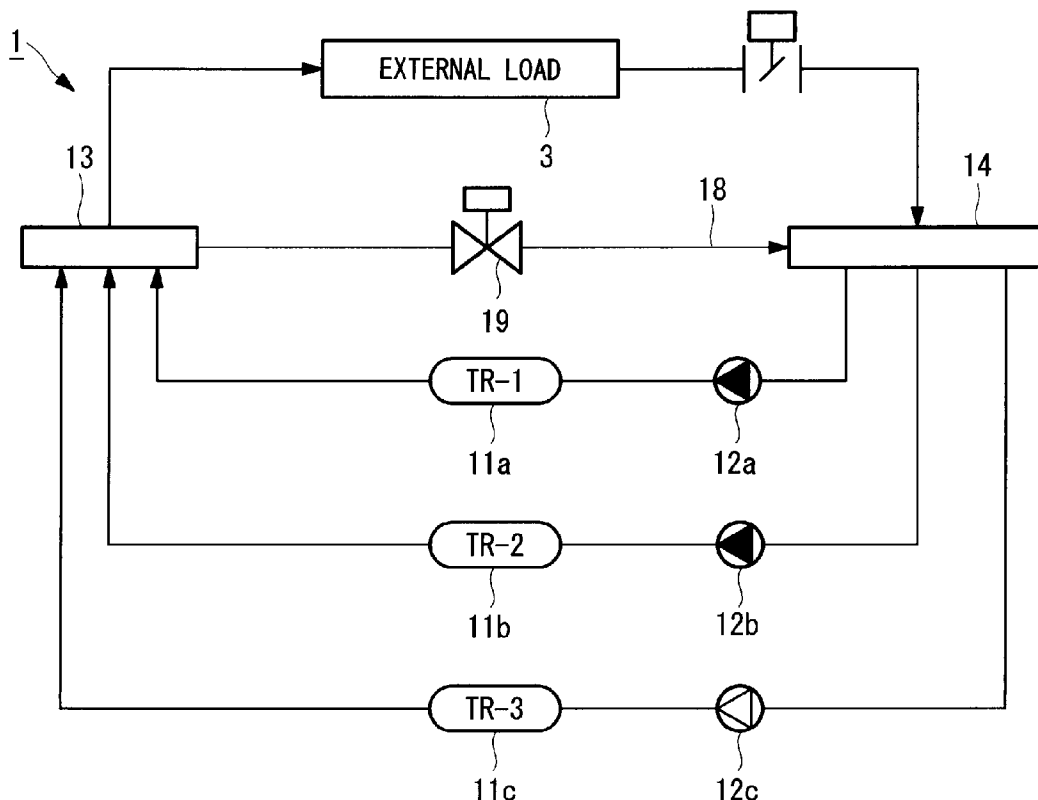 1
EXTERNAL LOAD
3
13
14
18
19
TR-1
11a
12a
TR-2
11b
12b
TR-3
11c
12c